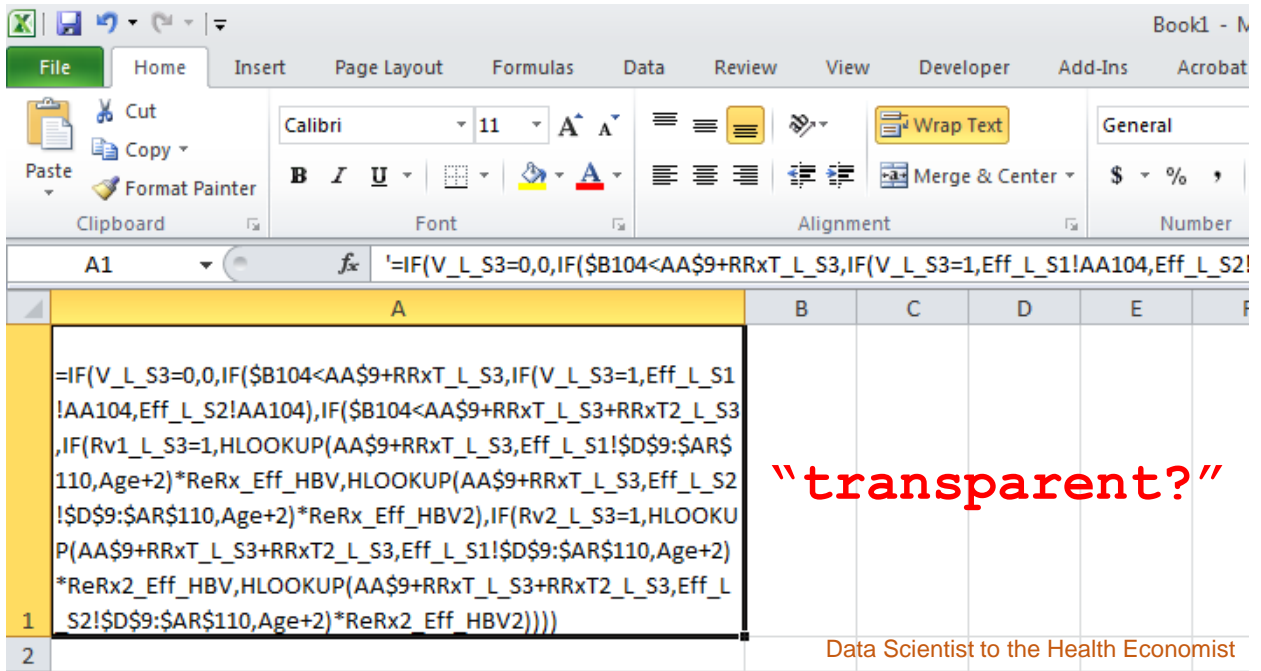 Book1 - M
File Home Insert Page Layout Formulas Data Review View Developer Add-Ins Acrobat
Cut
Copy
Format Painter
Paste
Calibri 11 A A
B I U A
Wrap Text
Merge & Center
General
$ % ,
Clipboard Font Alignment Number
A1 fx '=IF(V_L_S3=0,0,IF($B104<AA$9+RRxT_L_S3,IF(V_L_S3=1,Eff_L_S1!AA104,Eff_L_S2!
A B C D E F
=IF(V_L_S3=0,0,IF($B104<AA$9+RRxT_L_S3,IF(V_L_S3=1,Eff_L_S1
!AA104,Eff_L_S2!AA104),IF($B104<AA$9+RRxT_L_S3+RRxT2_L_S3
,IF(Rv1_L_S3=1,HLOOKUP(AA$9+RRxT_L_S3,Eff_L_S1!$D$9:$AR$
110,Age+2)*ReRx_Eff_HBV,HLOOKUP(AA$9+RRxT_L_S3,Eff_L_S2
!$D$9:$AR$110,Age+2)*ReRx_Eff_HBV2),IF(Rv2_L_S3=1,HLOOKU
P(AA$9+RRxT_L_S3+RRxT2_L_S3,Eff_L_S1!$D$9:$AR$110,Age+2)
*ReRx2_Eff_HBV,HLOOKUP(AA$9+RRxT_L_S3+RRxT2_L_S3,Eff_L
_S2!$D$9:$AR$110,Age+2)*ReRx2_Eff_HBV2))))
“transparent?”
1
2
Data Scientist to the Health Economist